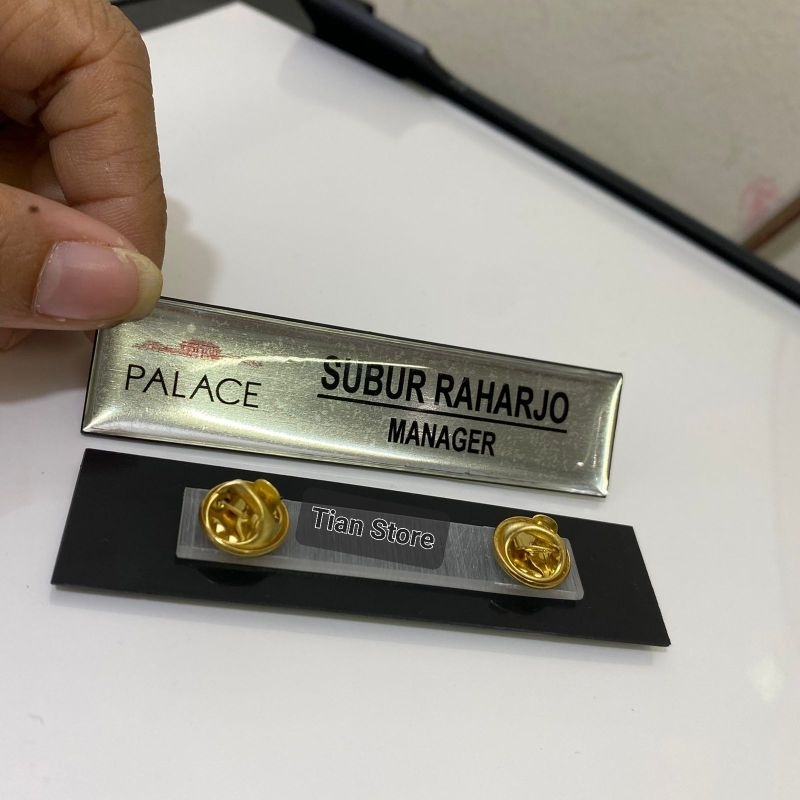 PALACE
SUBUR RAHARJO
MANAGER
Tian Store